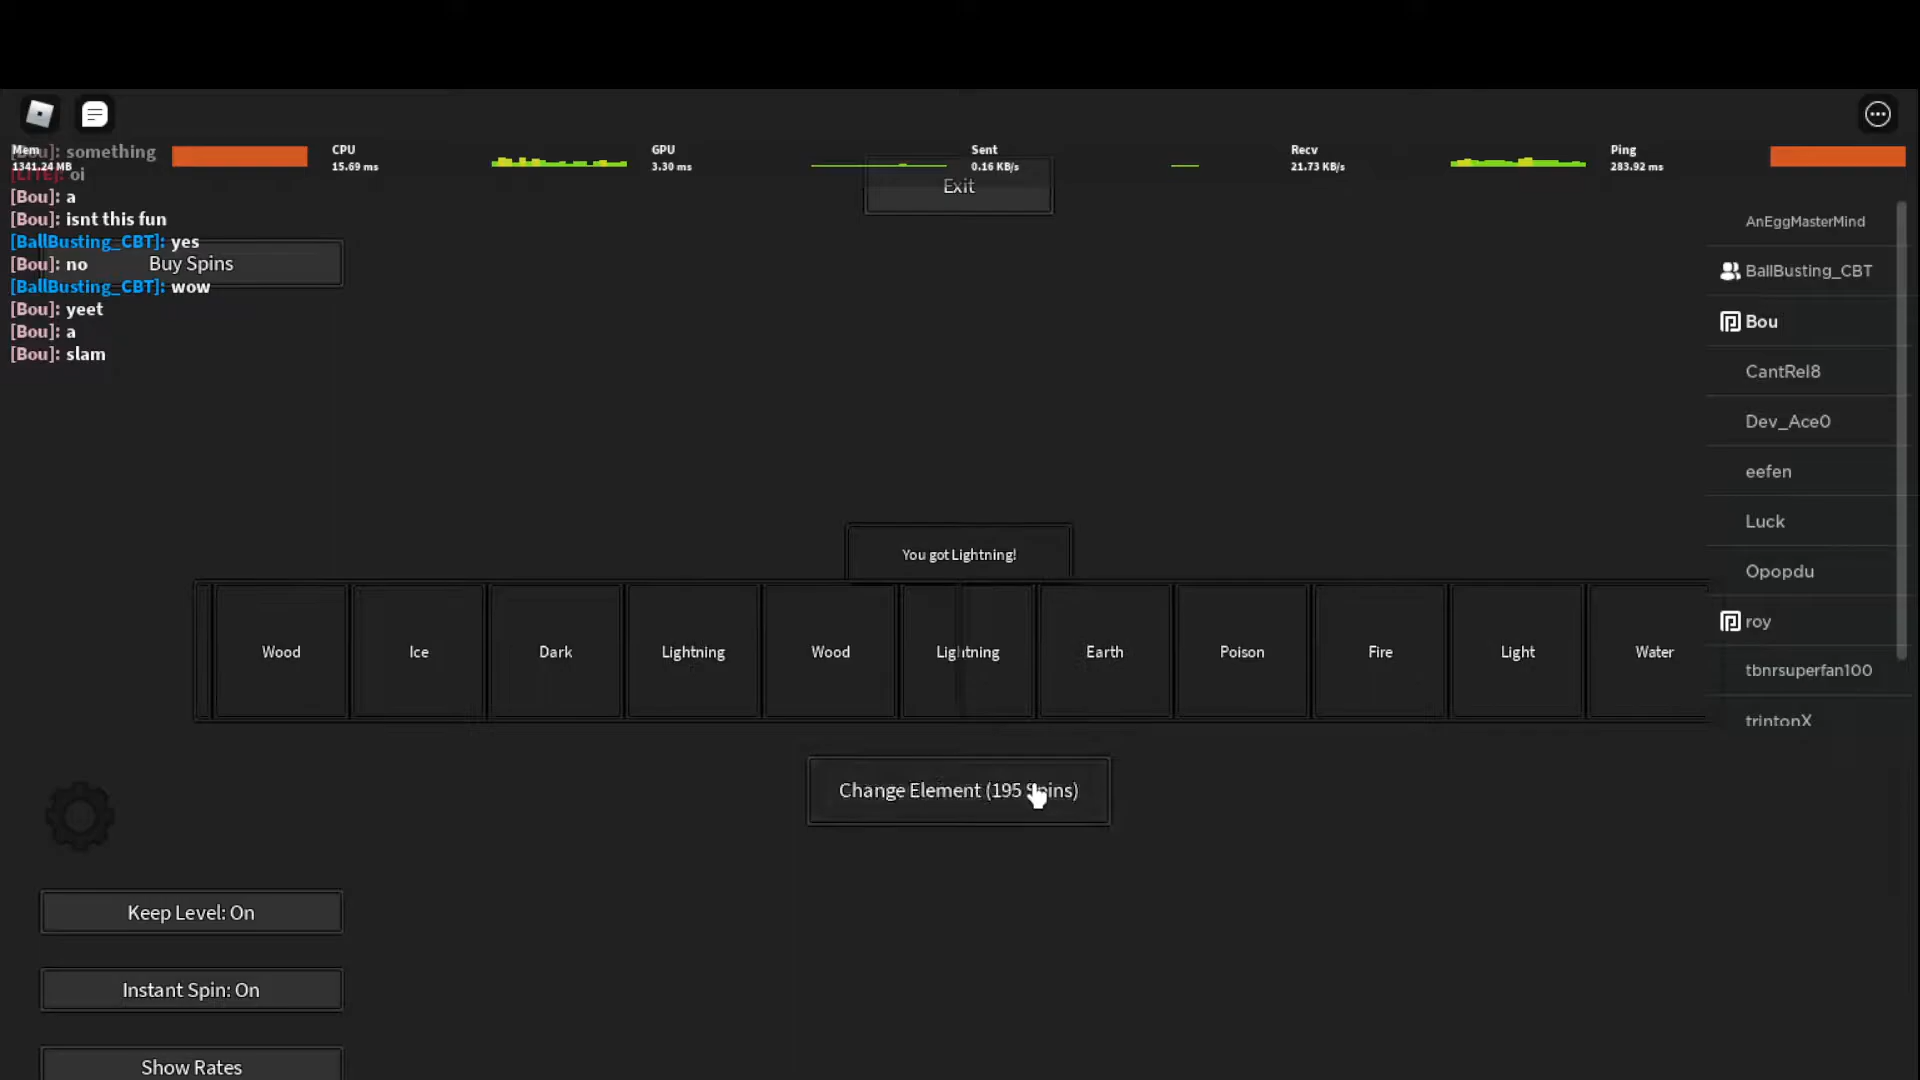 Mem
1341.24 MB
CPU
15.69 ms
GPU
3.30 ms
Sent
0.16 KB/s
Recv
21.73 KB/s
Ping
283.92 ms
[Bou]: something
[LITE]: oi
[Bou]: a
[Bou]: isnt this fun
[BallBusting_CBT]: yes
[Bou]: no
[BallBusting_CBT]: wow
[Bou]: yeet
[Bou]: a
[Bou]: slam
Exit
Buy Spins
AnEggMasterMind
BallBusting_CBT
Bou
CantRel8
Dev_Ace0
eefen
Luck
Opopdu
roy
tbnrsuperfan100
trintonX
You got Lightning!
Wood
Ice
Dark
Lightning
Wood
Lightning
Earth
Poison
Fire
Light
Water
Change Element (195 Spins)
Keep Level: On
Instant Spin: On
Show Rates